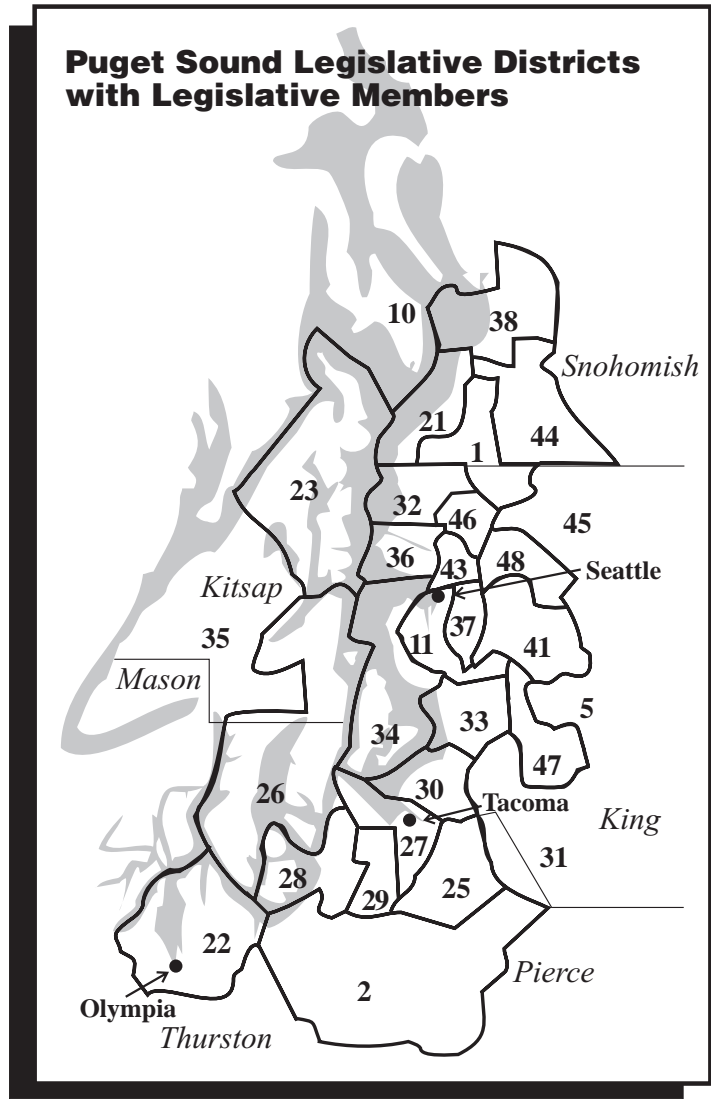 Puget Sound Legislative Districts
with Legislative Members
10
38
Snohomish
21
44
1
23
32
46
45
36
43
48
Seattle
Kitsap
37
35
11
41
Mason
5
33
34
47
26
30
Tacoma
King
27
31
28
25
29
22
Pierce
2
Olympia
Thurston